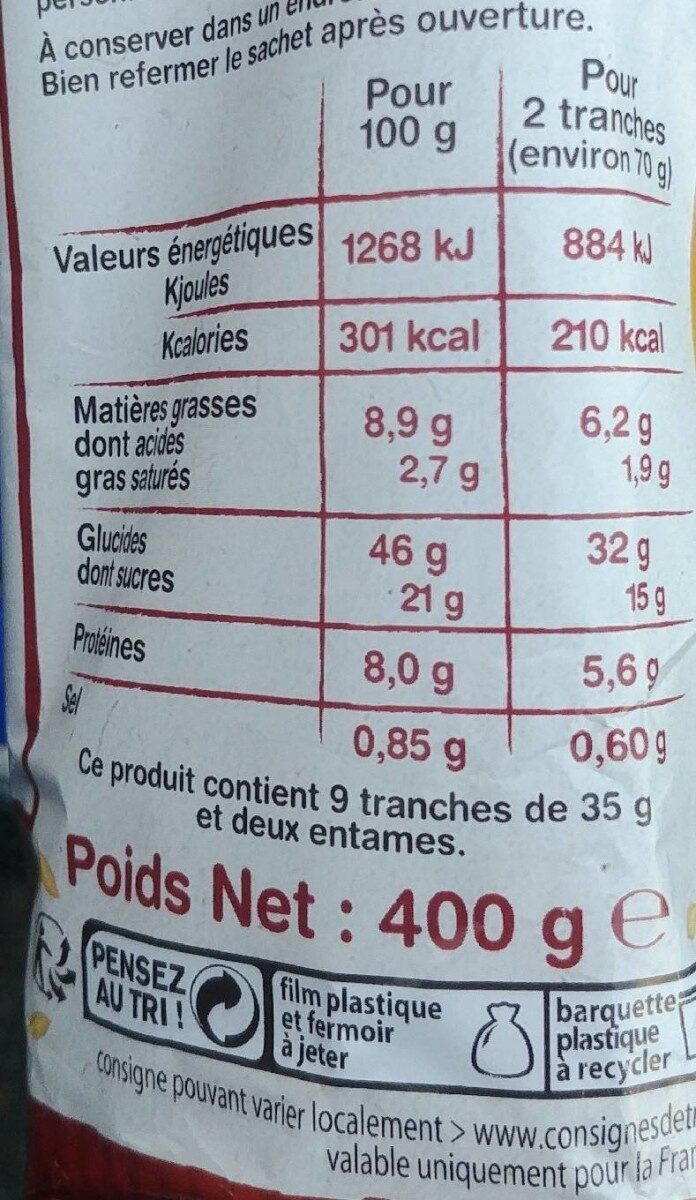 À conserver dans un
Bien refermer le sachet après ouverture.
Pour 100 g
Pour 2 tranches (environ 70 g)
Valeurs énergétiques 1268 kJ 884 kJ
Kjoules
Kcalories 301 kcal 210 kcal
Matières grasses 8,9 g 6,2 g
dont acides
gras saturés 2,7 g 1,9 g
Glucides 46 g 32 g
dont sucres 21 g 15 g
Protéines 8,0 g 5,6 g
Sel 0,85 g 0,60 g
Ce produit contient 9 tranches de 35 g
et deux entames.
Poids Net : 400 g e
PENSEZ
AU TRI !
film plastique
et fermoir
à jeter
barquette
plastique
à recycler
consigne pouvant varier localement > www.consignesdetr
valable uniquement pour la Fran